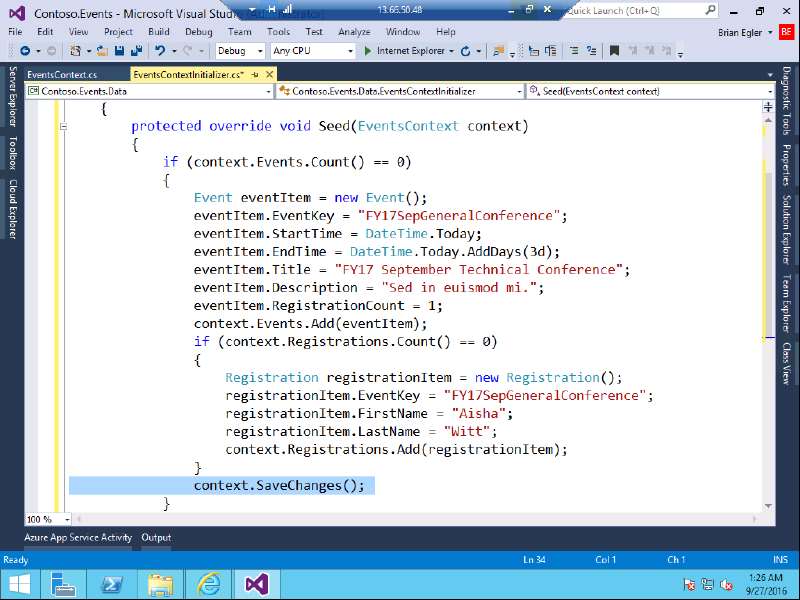 Contoso.Events - Microsoft Visual Stu
13.66.50.48
Quick Launch (Ctrl+Q)
File Edit View Project Build Debug Team Tools Test Analyze Window Help
Brian Egler
BE
Debug Any CPU Internet Explorer
EventsContext.cs EventsContextInitializer.cs*
Contoso.Events.Data Contoso.Events.Data.EventsContextInitializer Seed(EventsContext context)
Server Explorer
Toolbox
Cloud Explorer
{
protected override void Seed(EventsContext context)
{
if (context.Events.Count() == 0)
{
Event eventItem = new Event();
eventItem.EventKey = "FY17SepGeneralConference";
eventItem.StartTime = DateTime.Today;
eventItem.EndTime = DateTime.Today.AddDays(3d);
eventItem.Title = "FY17 September Technical Conference";
eventItem.Description = "Sed in euismod mi.";
eventItem.RegistrationCount = 1;
context.Events.Add(eventItem);
if (context.Registrations.Count() == 0)
{
Registration registrationItem = new Registration();
registrationItem.EventKey = "FY17SepGeneralConference";
registrationItem.FirstName = "Aisha";
registrationItem.LastName = "Witt";
context.Registrations.Add(registrationItem);
}
context.SaveChanges();
}
Diagnostic Tools
Properties
Solution Explorer
Team Explorer
Class View
100 %
Azure App Service Activity Output
Ready Ln 34 Col 1 Ch 1 INS
1:26 AM
9/27/2016